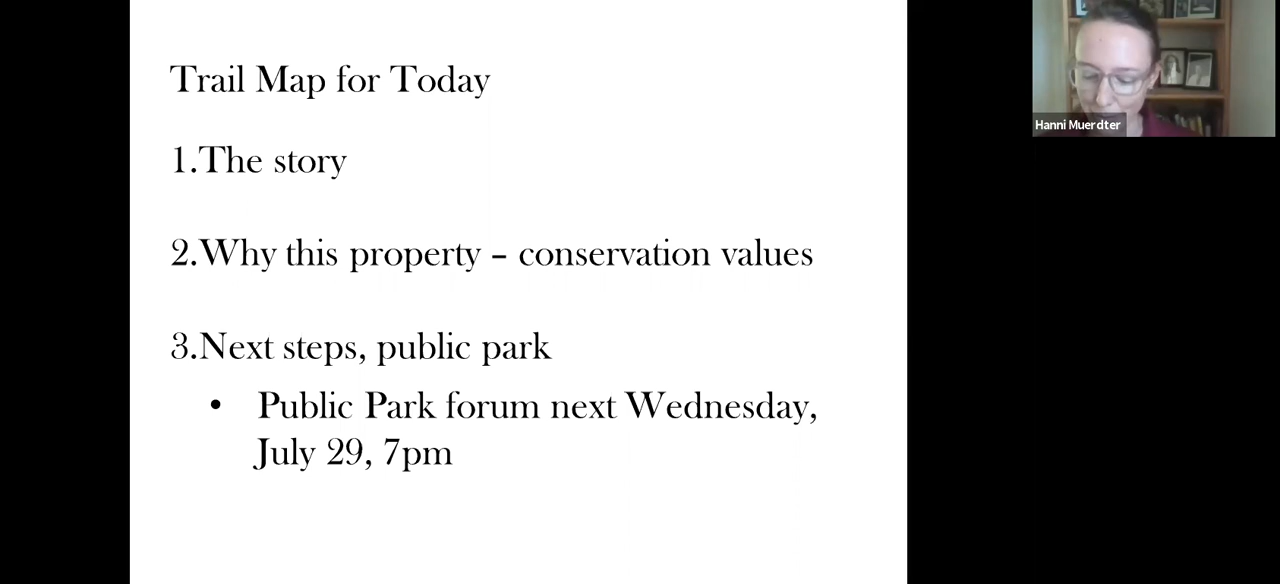 Trail Map for Today
1.The story
2.Why this property – conservation values
3.Next steps, public park
• Public Park forum next Wednesday,
July 29, 7pm
Hanni Muerdter